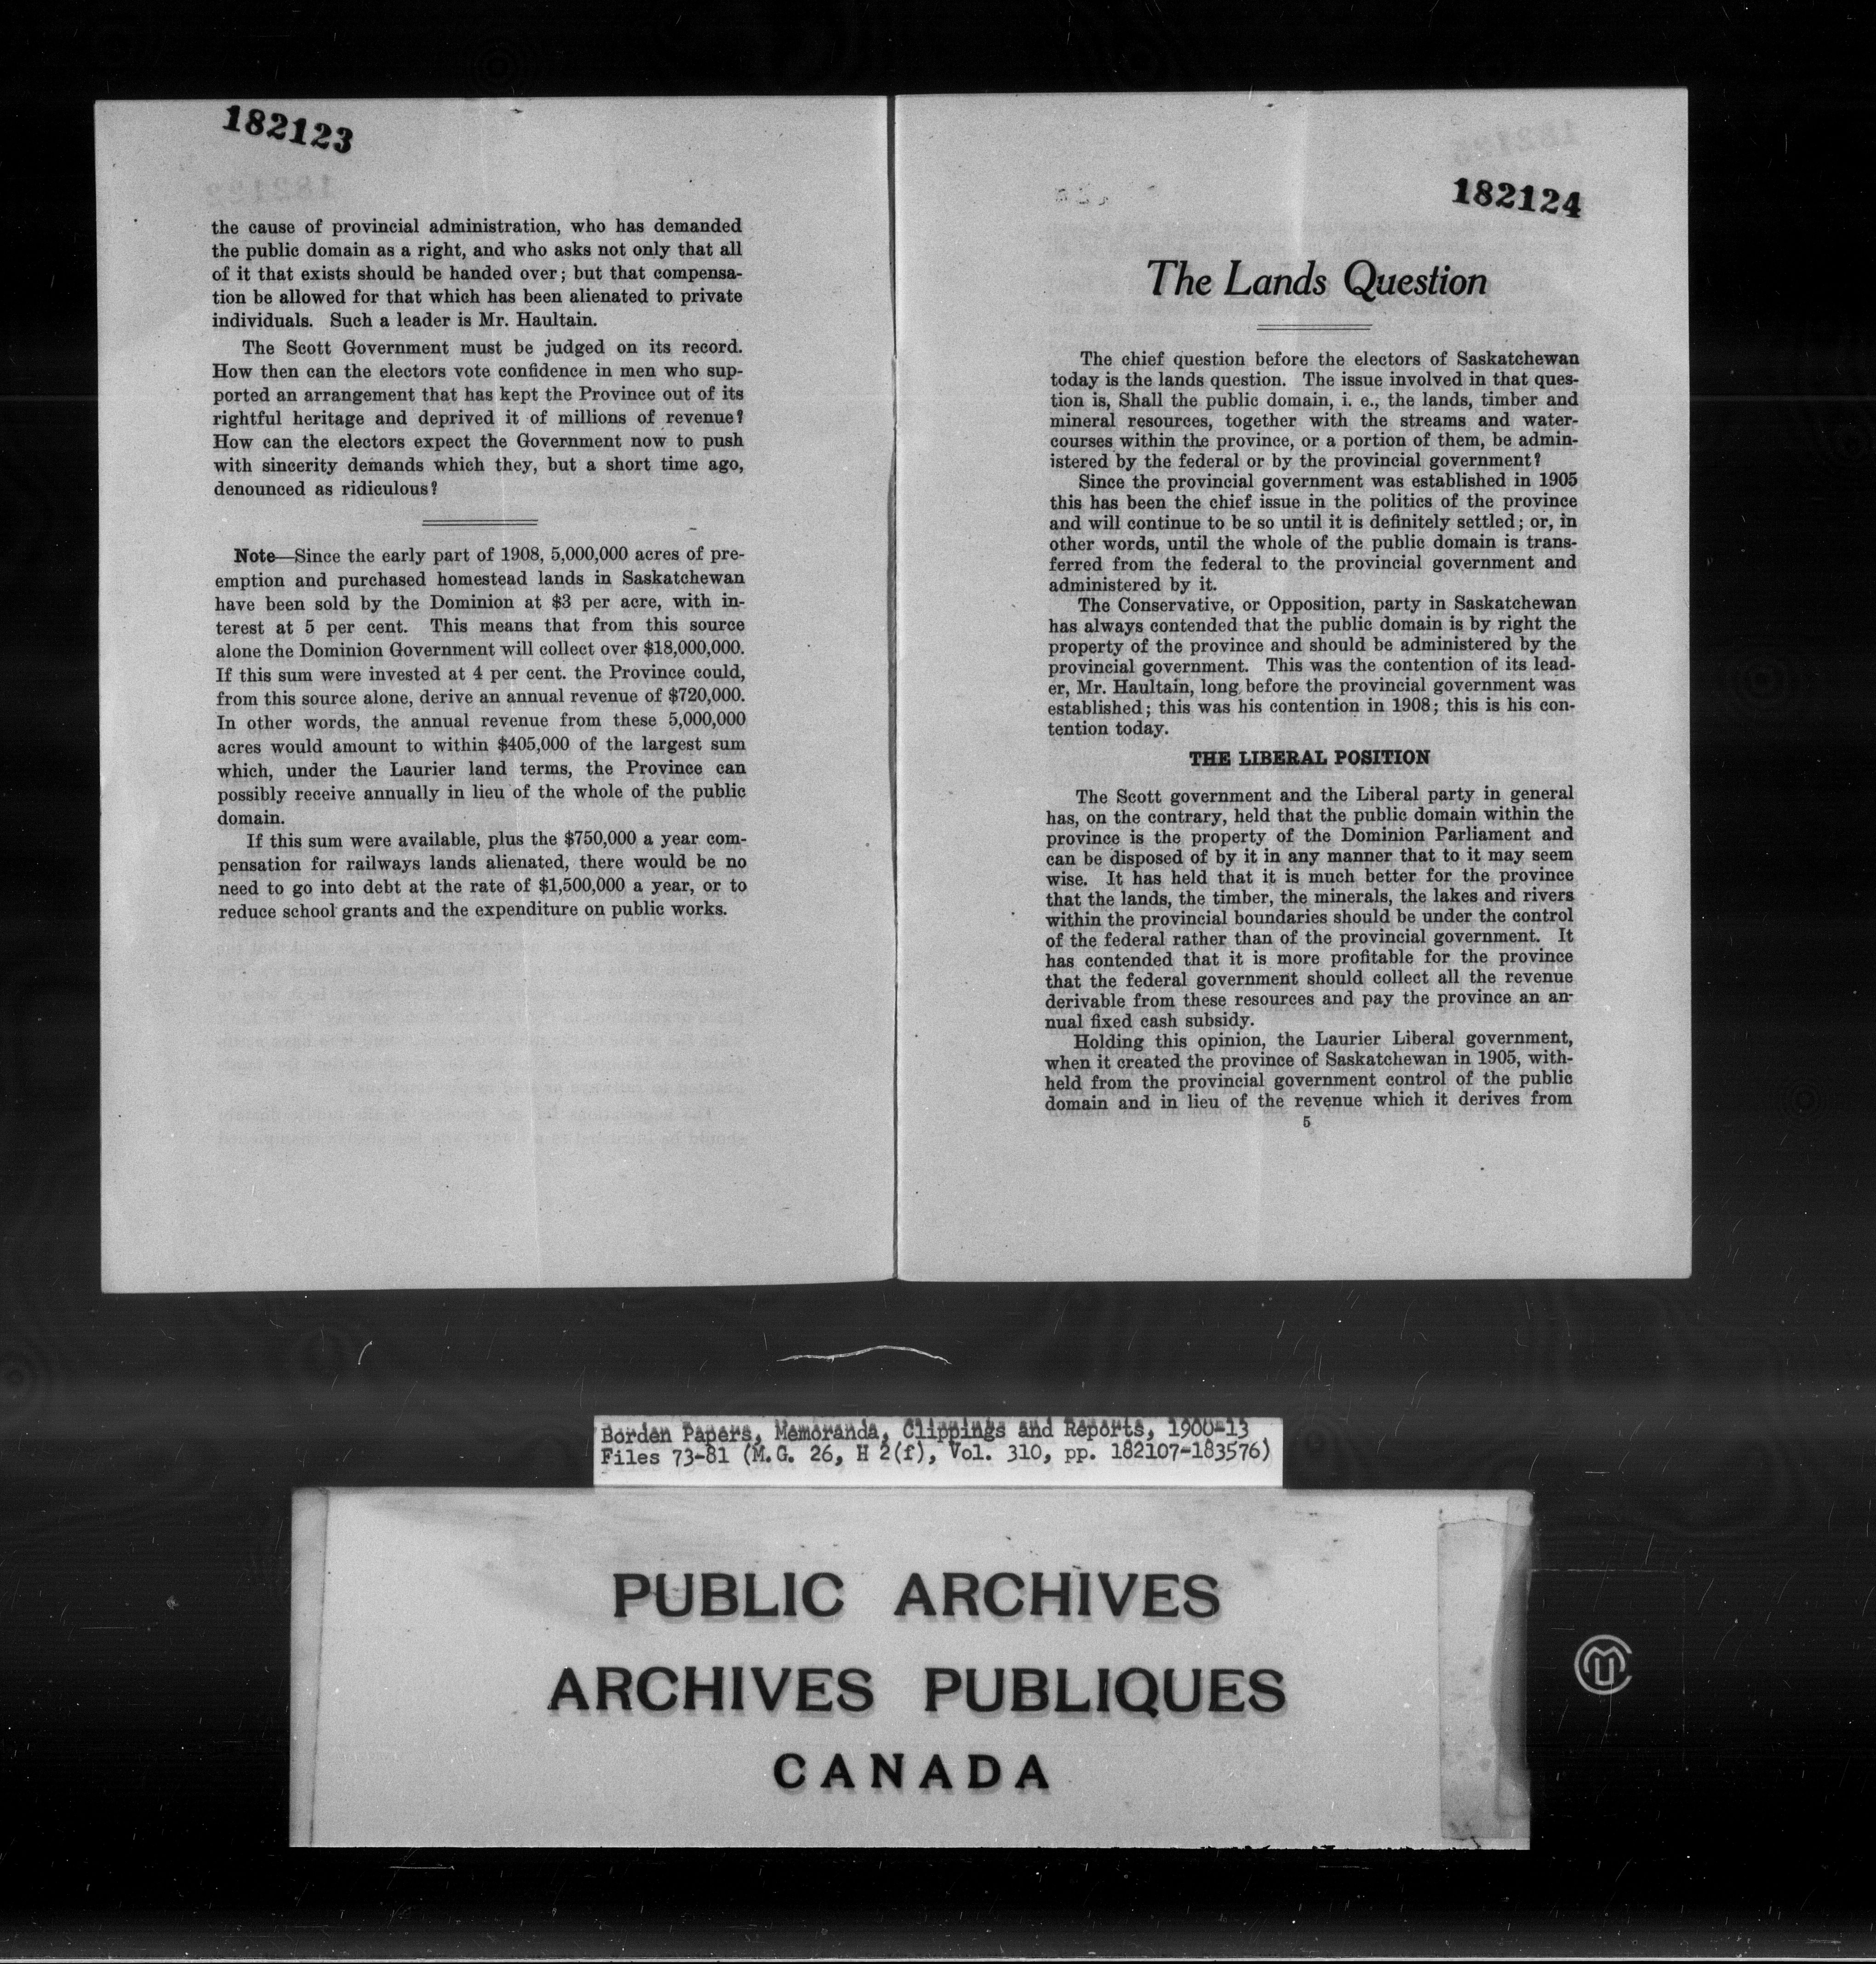 182123
the cause of provincial administration, who has demanded
the public domain as a right, and who asks not only that all
of it that exists should be handed over; but that compensa-
tion be allowed for that which has been alienated to private
individuals. Such a leader is Mr. Haultain.
The Scott Government must be judged on its record.
How then can the electors vote confidence in men who sup-
ported an arrangement that has kept the Province out of its
rightful heritage and deprived it of millions of revenue?
How can the electors expect the Government now to push
with sincerity demands which they, but a short time ago,
denounced as ridiculous?
Note—Since the early part of 1908, 5,000,000 acres of pre-
emption and purchased homestead lands in Saskatchewan
have been sold by the Dominion at $3 per acre, with in-
terest at 5 per cent. This means that from this source
alone the Dominion Government will collect over $18,000,000.
If this sum were invested at 4 per cent. the Province could,
from this source alone, derive an annual revenue of $720,000.
In other words, the annual revenue from these 5,000,000
acres would amount to within $405,000 of the largest sum
which, under the Laurier land terms, the Province can
possibly receive annually in lieu of the whole of the public
domain.
If this sum were available, plus the $750,000 a year com-
pensation for railways lands alienated, there would be no
need to go into debt at the rate of $1,500,000 a year, or to
reduce school grants and the expenditure on public works.
182124
The Lands Question
The chief question before the electors of Saskatchewan
today is the lands question. The issue involved in that ques-
tion is, Shall the public domain, i. e., the lands, timber and
mineral resources, together with the streams and water-
courses within the province, or a portion of them, be admin-
istered by the federal or by the provincial government?
Since the provincial government was established in 1905
this has been the chief issue in the politics of the province
and will continue to be so until it is definitely settled; or, in
other words, until the whole of the public domain is trans-
ferred from the federal to the provincial government and
administered by it.
The Conservative, or Opposition, party in Saskatchewan
has always contended that the public domain is by right the
property of the province and should be administered by the
provincial government. This was the contention of its lead-
er, Mr. Haultain, long before the provincial government was
established; this was his contention in 1908; this is his con-
tention today.
THE LIBERAL POSITION
The Scott government and the Liberal party in general
has, on the contrary, held that the public domain within the
province is the property of the Dominion Parliament and
can be disposed of by it in any manner that to it may seem
wise. It has held that it is much better for the province
that the lands, the timber, the minerals, the lakes and rivers
within the provincial boundaries should be under the control
of the federal rather than of the provincial government. It
has contended that it is more profitable for the province
that the federal government should collect all the revenue
derivable from these resources and pay the province an an-
nual fixed cash subsidy.
Holding this opinion, the Laurier Liberal government,
when it created the province of Saskatchewan in 1905, with-
held from the provincial government control of the public
domain and in lieu of the revenue which it derives from
5
Borden Papers, Memoranda, Clippings and Reports, 1900-13
Files 73-81 (M.G. 26, H 2(f), Vol. 310, pp. 182107-183576)
PUBLIC ARCHIVES
ARCHIVES PUBLIQUES
CANADA